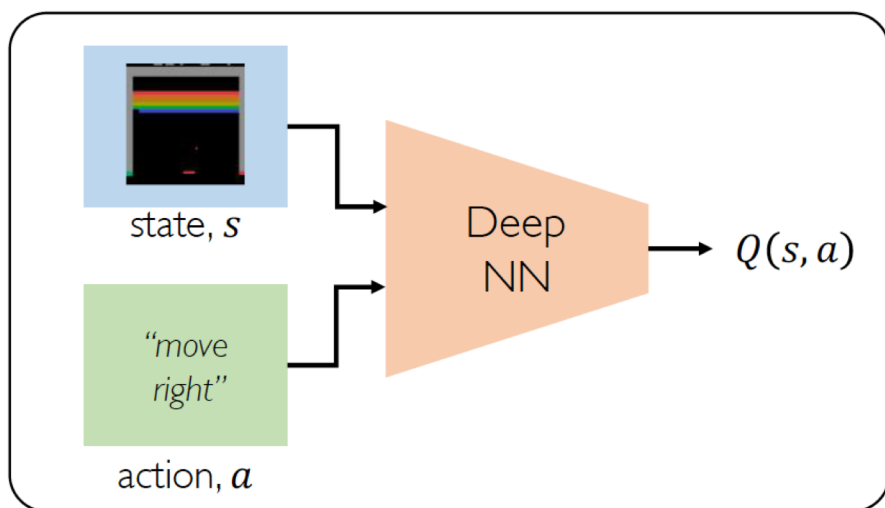 state, s
“move
right”
action, a
Deep
NN
Q(s, a)